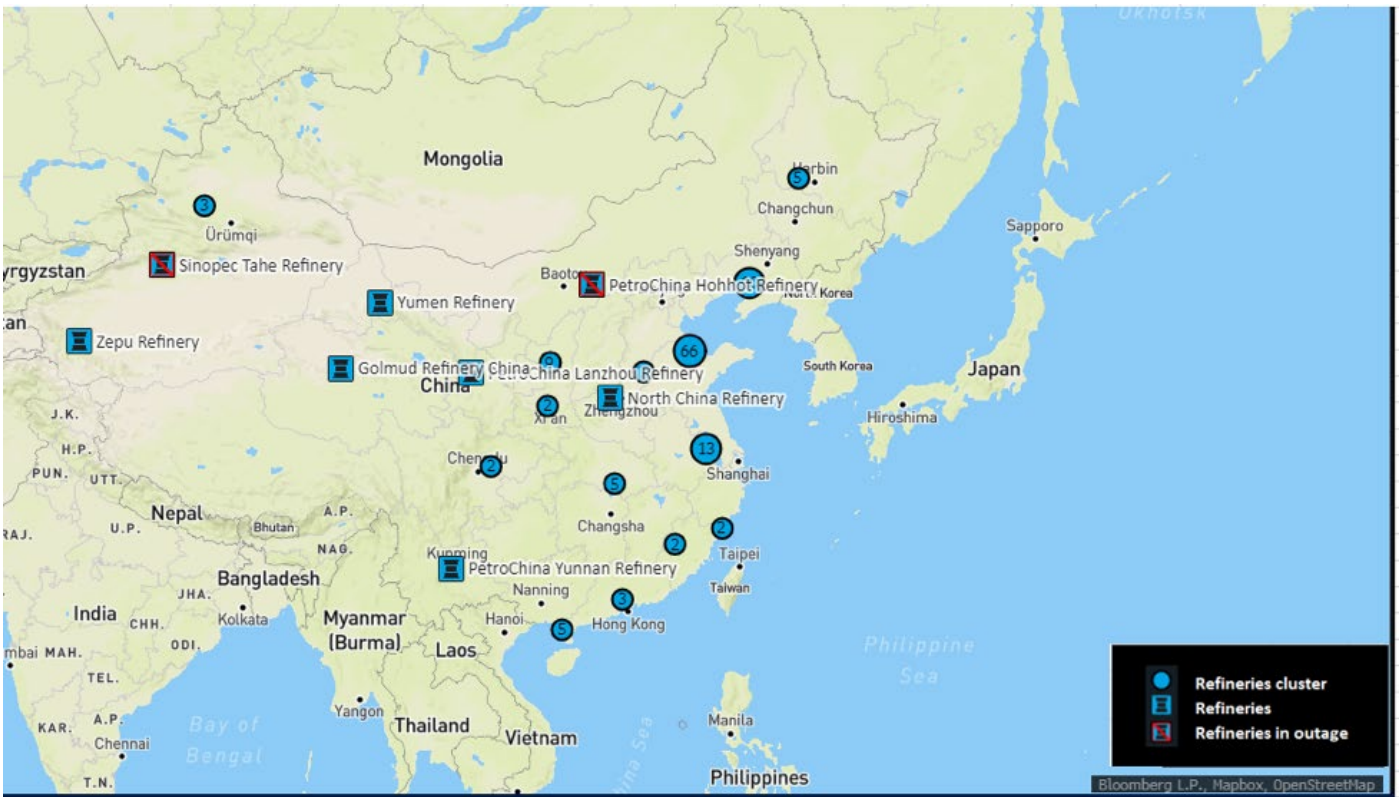 Okhotsk
Mongolia
Harbin
5
Changchun
Sapporo
3
Ürümqi
Shenyang
yrgyzstan
Sinopec Tahe Refinery
PetroChina Hohhot Refinery
North Korea
Yumen Refinery
an
Zepu Refinery
66
Golmud Refinery China
PetroChina Lanzhou Refinery
China
South Korea
Japan
2
Xi'an
North China Refinery
Zhengzhou
Hiroshima
J.K.
H.P.
PUN.
UTT.
13
Shanghai
Chengdu
2
5
Nepal
A.P.
Bhutan
Changsha
RAJ.
U.P.
NAG.
2
2
Taipei
Kunming
PetroChina Yunnan Refinery
Bangladesh
Taiwan
JHA.
Nanning
3
India
CHH.
Kolkata
Myanmar
(Burma)
Hanoi
5
Hong Kong
mbai
MAH.
ODI.
Laos
Philippine
Sea
TEL.
Yangon
KAR.
A.P.
Bay of
Bengal
Thailand
Vietnam
Manila
Chennai
T.N.
hina Sea
Philippines
Refineries cluster
Refineries
Refineries in outage
Bloomberg L.P., Mapbox, OpenStreetMap